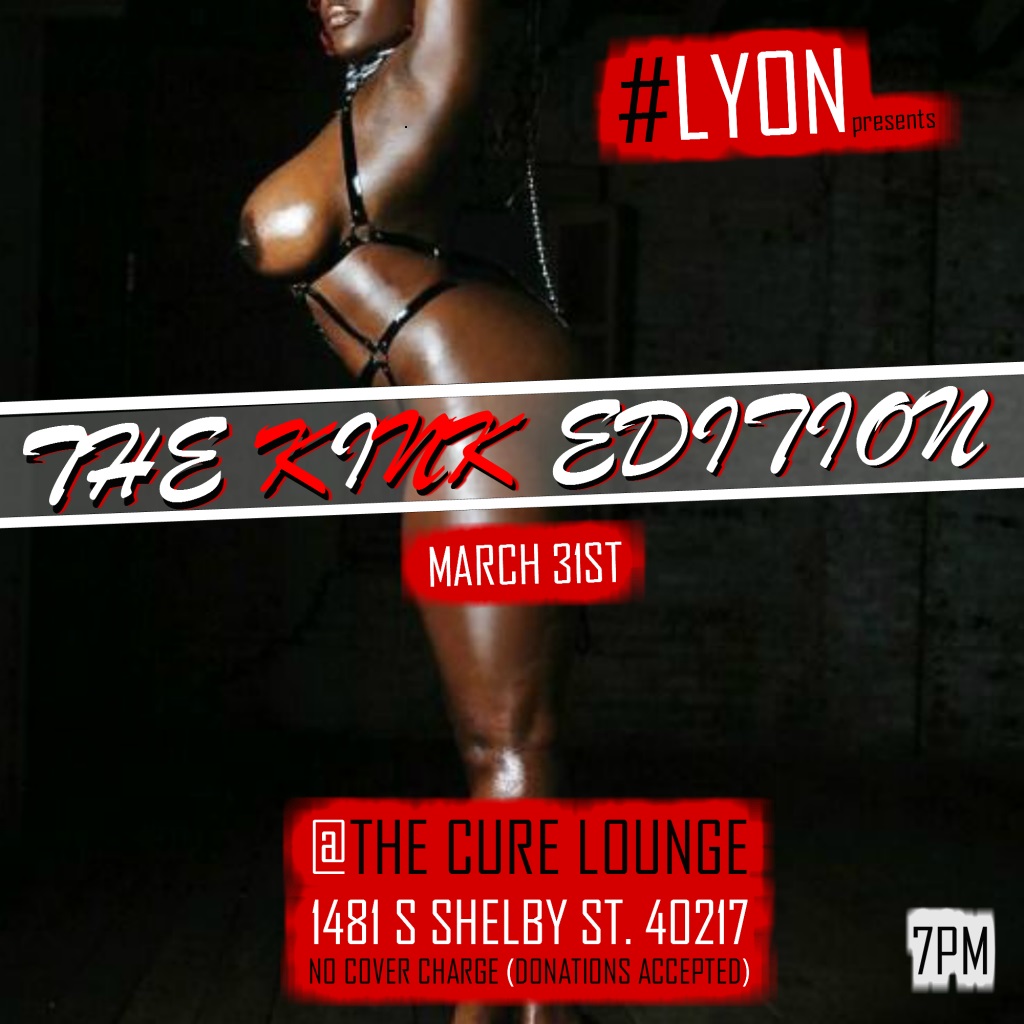 #LYON presents
THE KINK EDITION
MARCH 31ST
@THE CURE LOUNGE
1481 S SHELBY ST. 40217
NO COVER CHARGE (DONATIONS ACCEPTED)
7PM